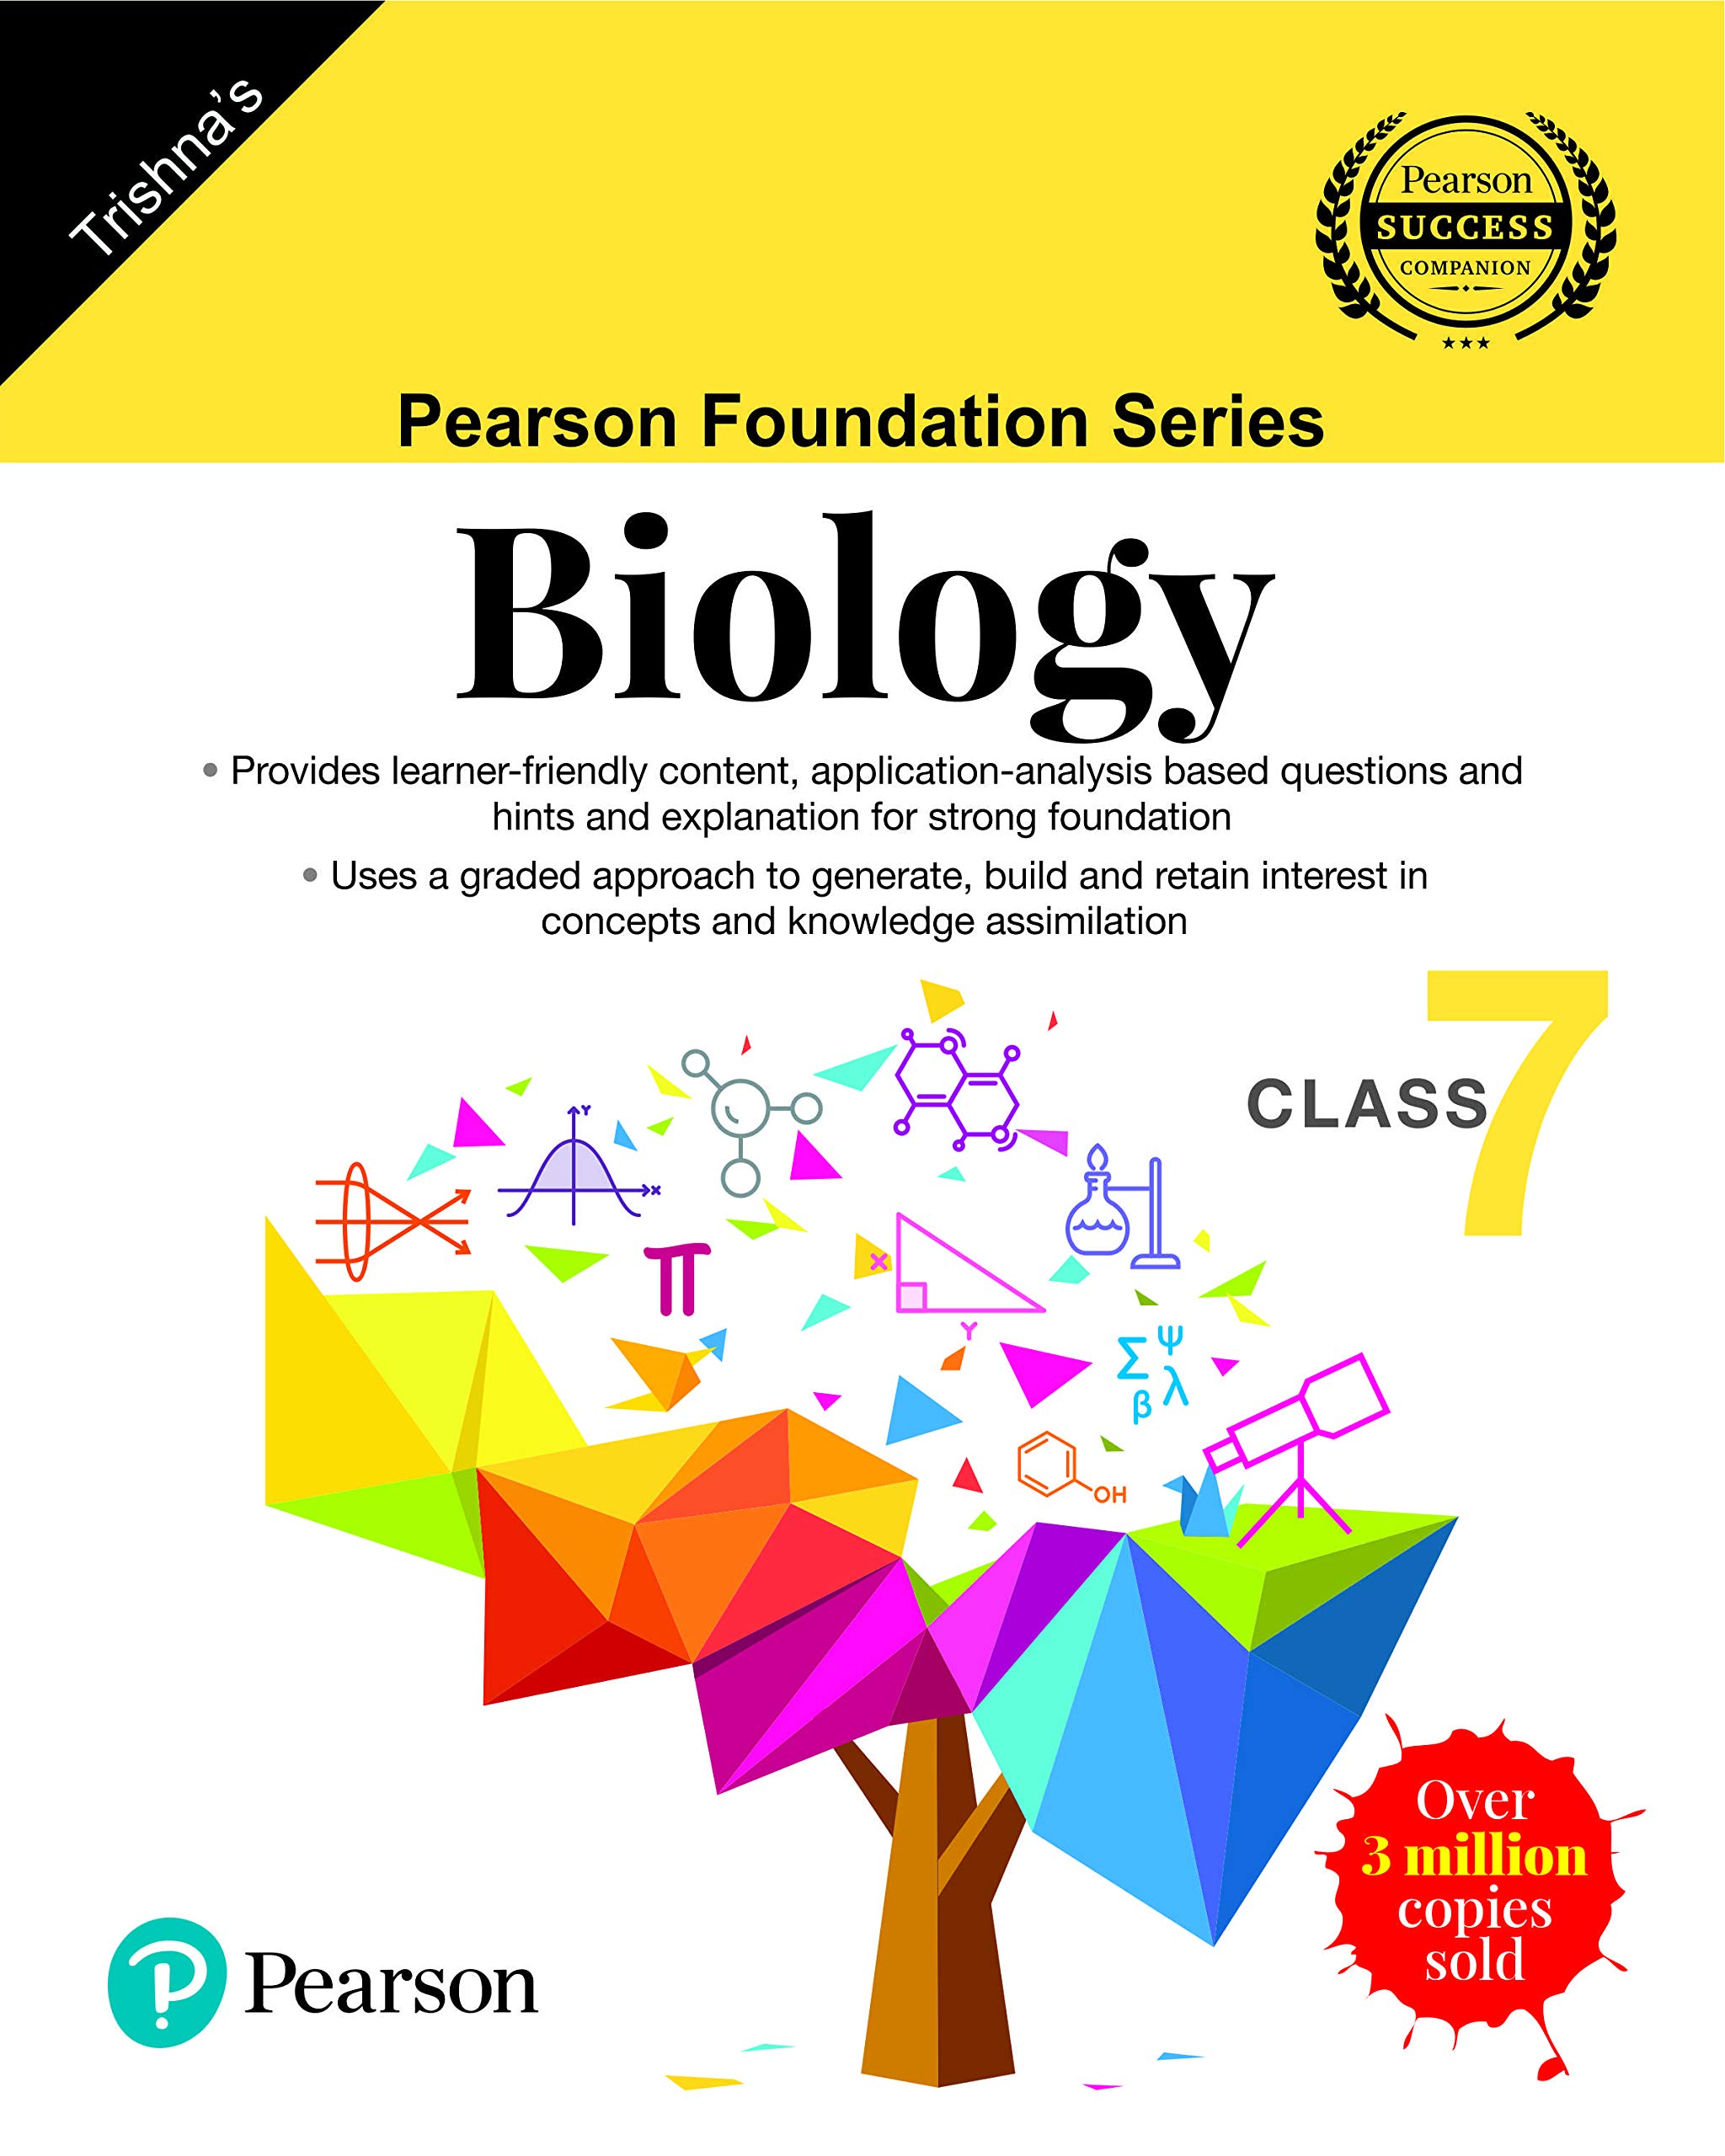 Trishna's
Pearson
SUCCESS
COMPANION
Pearson Foundation Series
Biology
• Provides learner-friendly content, application-analysis based questions and
hints and explanation for strong foundation
• Uses a graded approach to generate, build and retain interest in
concepts and knowledge assimilation
CLASS 7
Y
X
π
X
Y
Σ Ψ
β λ
OH
Over
3 million
copies
sold
Pearson